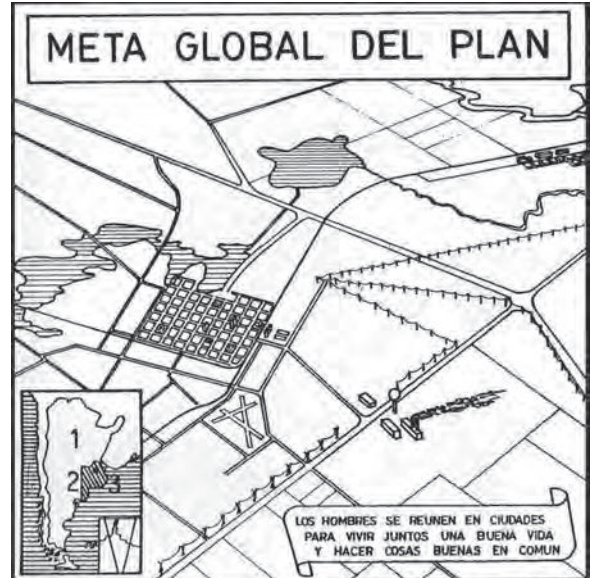 META GLOBAL DEL PLAN
1
2 3
LOS HOMBRES SE REUNEN EN CIUDADES
PARA VIVIR JUNTOS UNA BUENA VIDA
Y HACER COSAS BUENAS EN COMUN